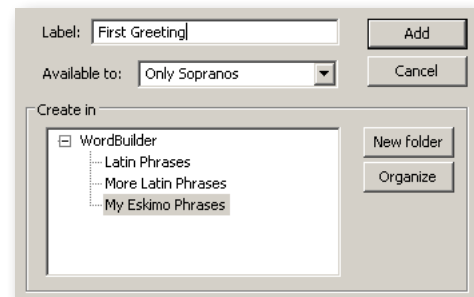 Label: First Greeting Add
Available to: Only Sopranos Cancel
Create in
WordBuilder New folder
Latin Phrases
More Latin Phrases Organize
My Eskimo Phrases